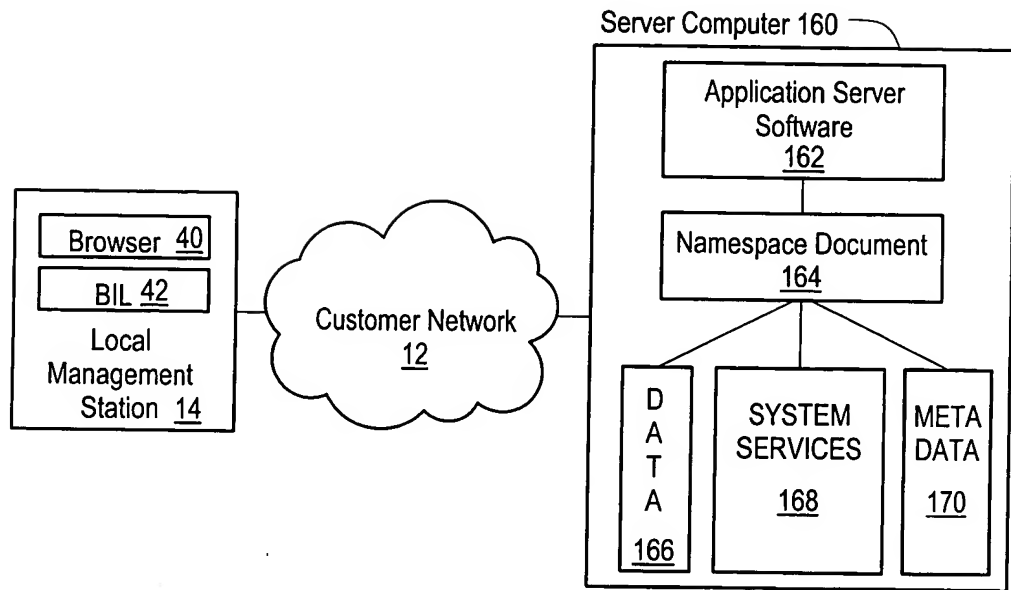 Server Computer 160
Application Server
Software
162
Browser 40
BIL 42
Local
Management
Station 14
Customer Network
12
Namespace Document
164
D
A
T
A
166
SYSTEM
SERVICES
168
META
DATA
170